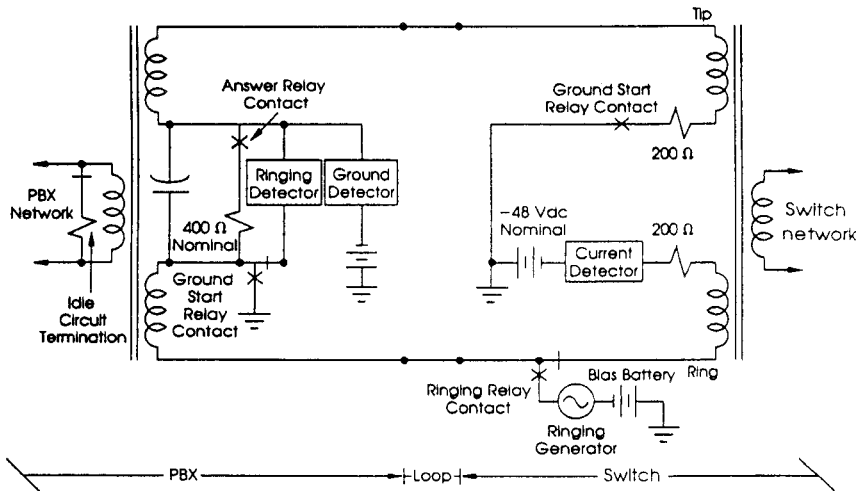 Tip
Answer Relay
Contact
Ground Start
Relay Contact
200 Ω
Ringing
Detector
Ground
Detector
PBX
Network
400 Ω
Nominal
-48 Vdc
Nominal
200 Ω
Current
Detector
Switch
network
Ground
Start
Relay
Contact
Idle
Circuit
Termination
Ring
Ringing Relay
Contact
Bias Battery
Ringing
Generator
PBX
Loop
Switch